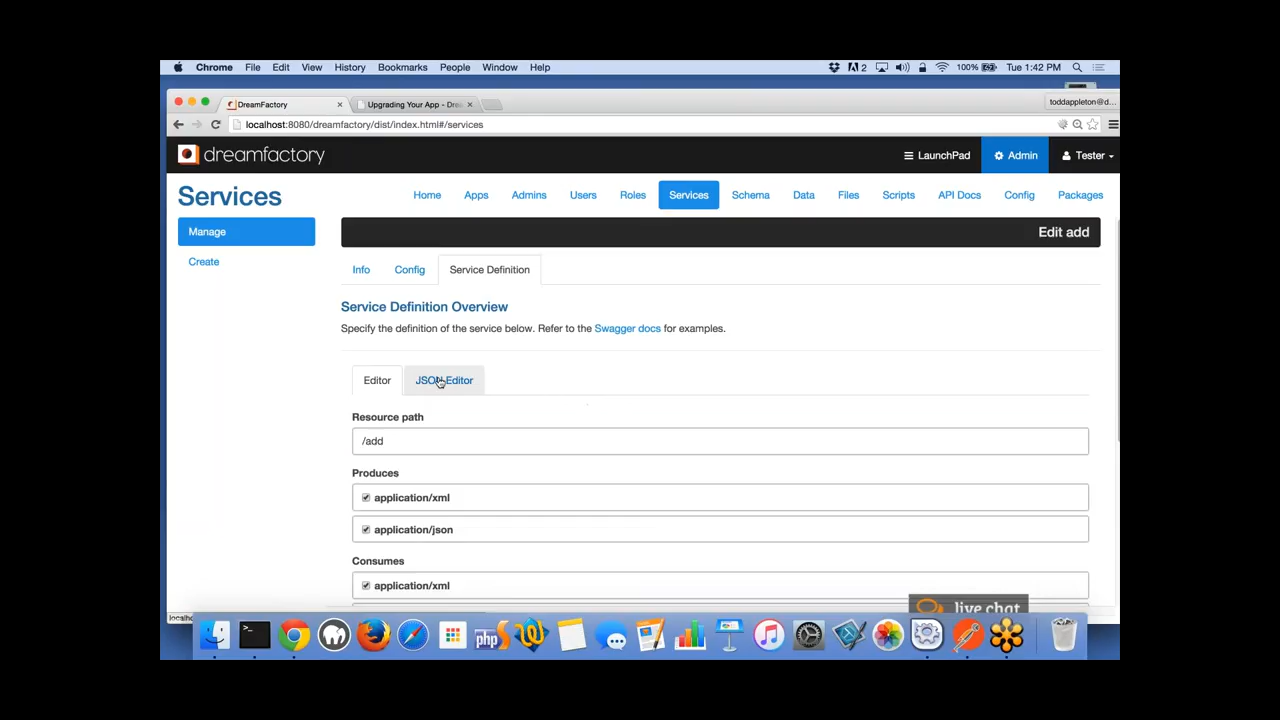 Chrome File Edit View History Bookmarks People Window Help 2 100% Tue 1:42 PM
DreamFactory × Upgrading Your App - Dre ×
toddappleton@d...
localhost:8080/dreamfactory/dist/index.html#/services
dreamfactory LaunchPad Admin Tester
Services Home Apps Admins Users Roles Services Schema Data Files Scripts API Docs Config Packages
Manage
Create
Edit add
Info Config Service Definition
Service Definition Overview
Specify the definition of the service below. Refer to the Swagger docs for examples.
Editor JSON Editor
Resource path
/add
Produces
application/xml
application/json
Consumes
application/xml
live chat
localho
php